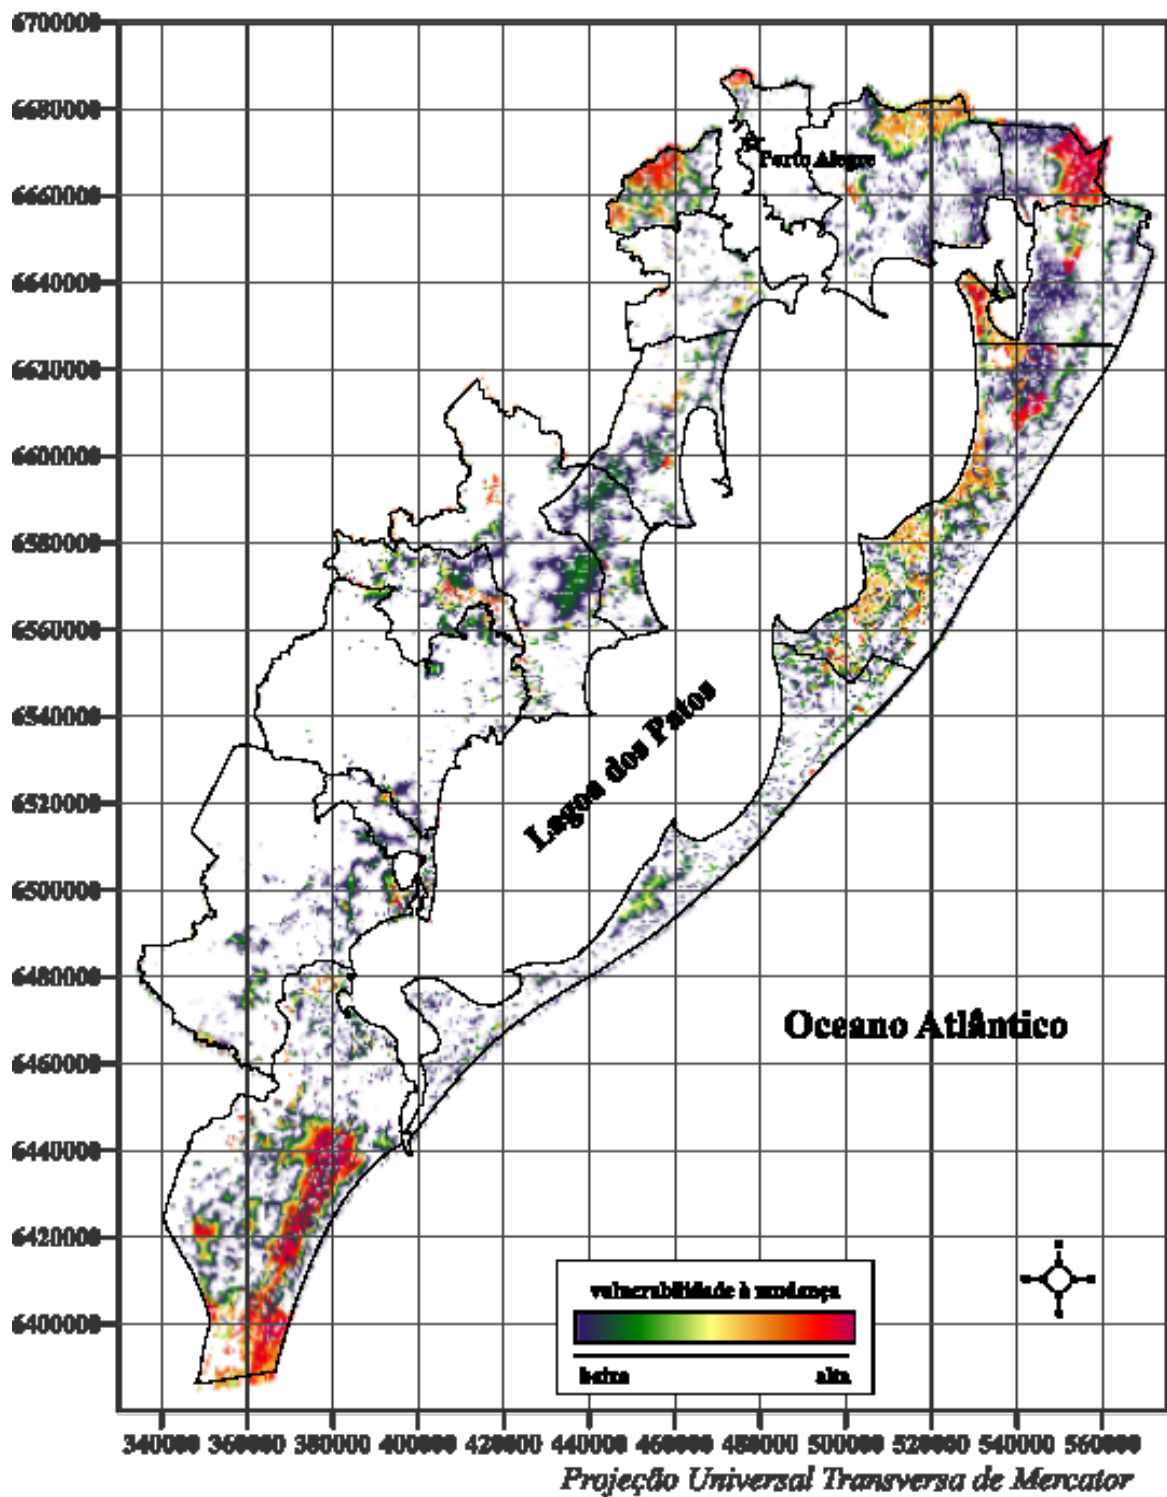 6700000
6680000
Porto Alegre
6660000
6640000
6620000
6600000
6580000
6560000
6540000
Lagoa dos Patos
6520000
6500000
6480000
Oceano Atlântico
6460000
6440000
6420000
vulnerabilidade à mudança
6400000
baixa alta
340000 360000 380000 400000 420000 440000 460000 480000 500000 520000 540000 560000
Projeção Universal Transversa de Mercator